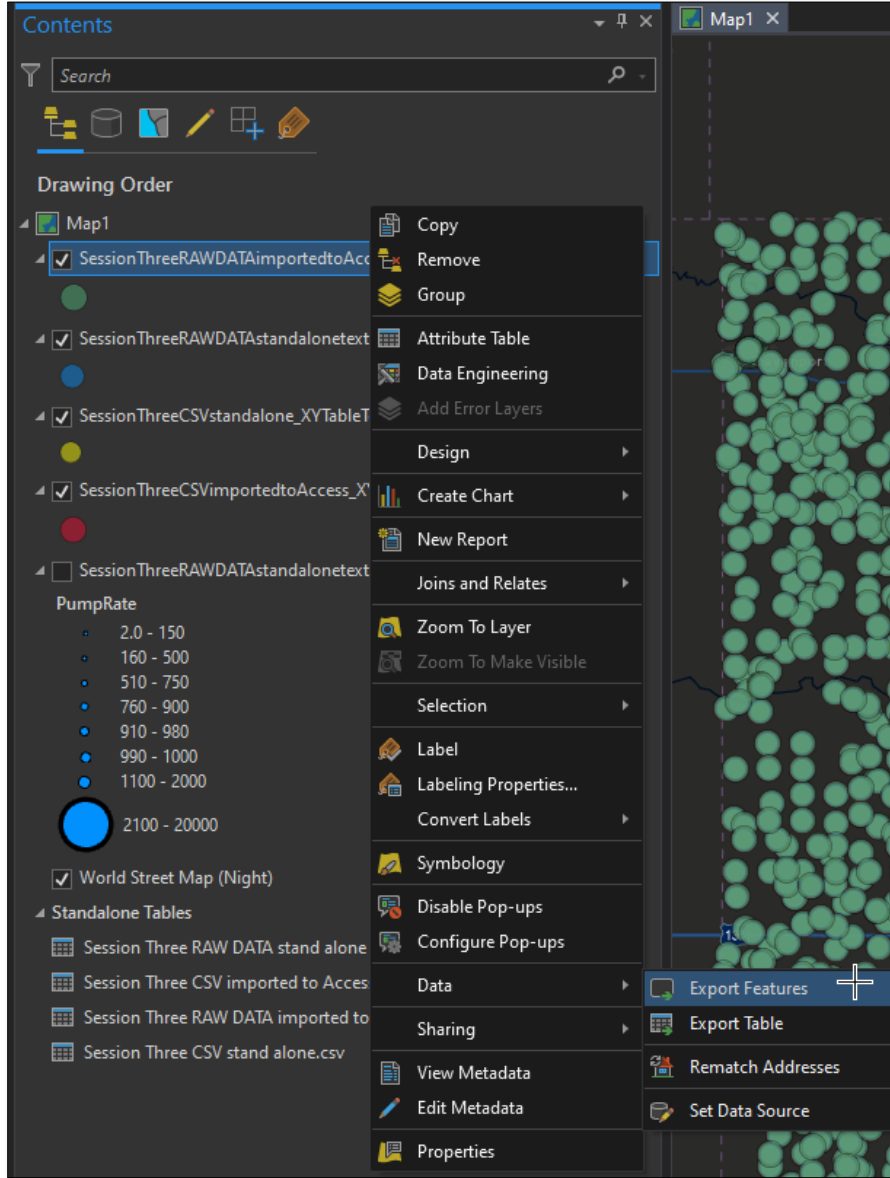 Contents
Map1
Search
Drawing Order
Map1
SessionThreeRAWDATAimportedtoAcc
SessionThreeRAWDATAstandalonetext
SessionThreeCSVstandalone_XYTableT
SessionThreeCSVimportedtoAccess_XY
SessionThreeRAWDATAstandalonetext
PumpRate
2.0 - 150
160 - 500
510 - 750
760 - 900
910 - 980
990 - 1000
1100 - 2000
2100 - 20000
World Street Map (Night)
Standalone Tables
Session Three RAW DATA stand alone
Session Three CSV imported to Acces
Session Three RAW DATA imported to
Session Three CSV stand alone.csv
Copy
Remove
Group
Attribute Table
Data Engineering
Add Error Layers
Design
Create Chart
New Report
Joins and Relates
Zoom To Layer
Zoom To Make Visible
Selection
Label
Labeling Properties...
Convert Labels
Symbology
Disable Pop-ups
Configure Pop-ups
Data
Sharing
View Metadata
Edit Metadata
Properties
Export Features
Export Table
Rematch Addresses
Set Data Source